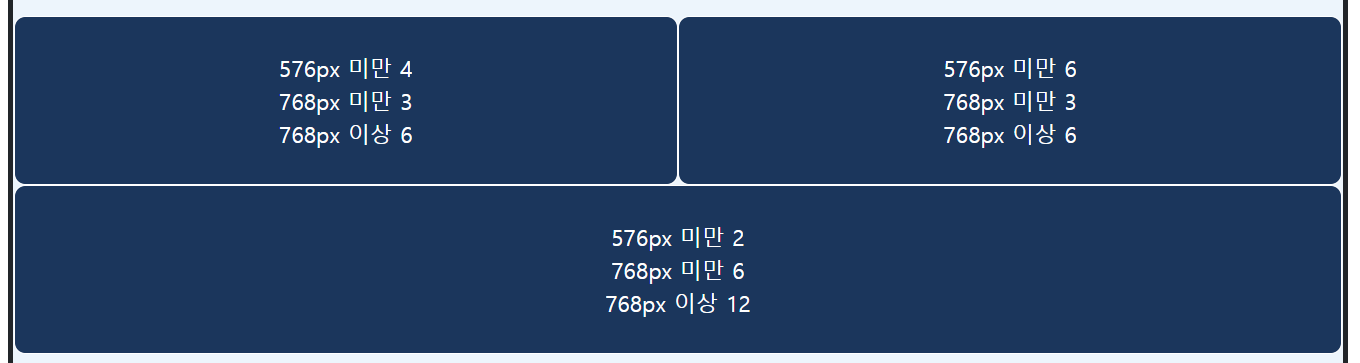 576px 미만 4
768px 미만 3
768px 이상 6
576px 미만 6
768px 미만 3
768px 이상 6
576px 미만 2
768px 미만 6
768px 이상 12